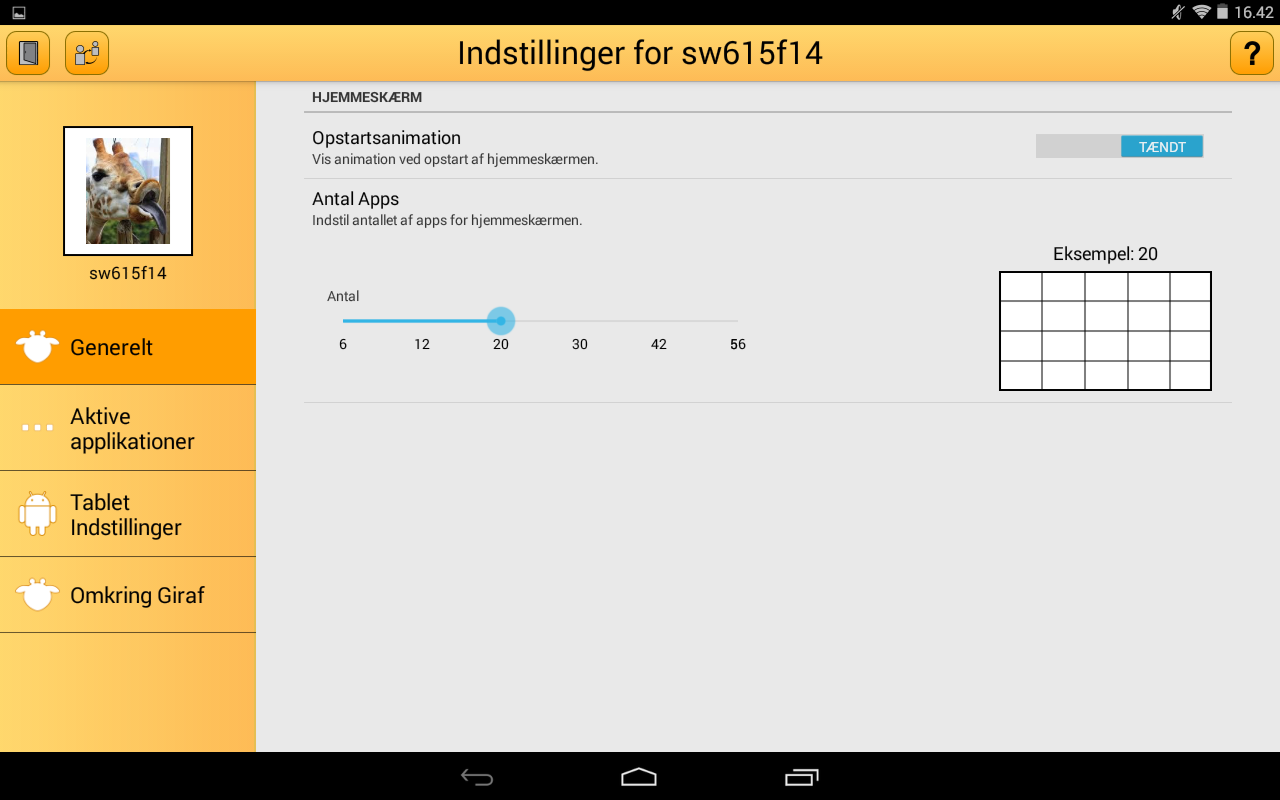 16.42
Indstillinger for sw615f14
?
sw615f14
Generelt
Aktive
applikationer
Tablet
Indstillinger
Omkring Giraf
HJEMMESKÆRM
Opstartsanimation
Vis animation ved opstart af hjemmeskærmen.
TÆNDT
Antal Apps
Indstil antallet af apps for hjemmeskærmen.
Eksempel: 20
Antal
6 12 20 30 42 56